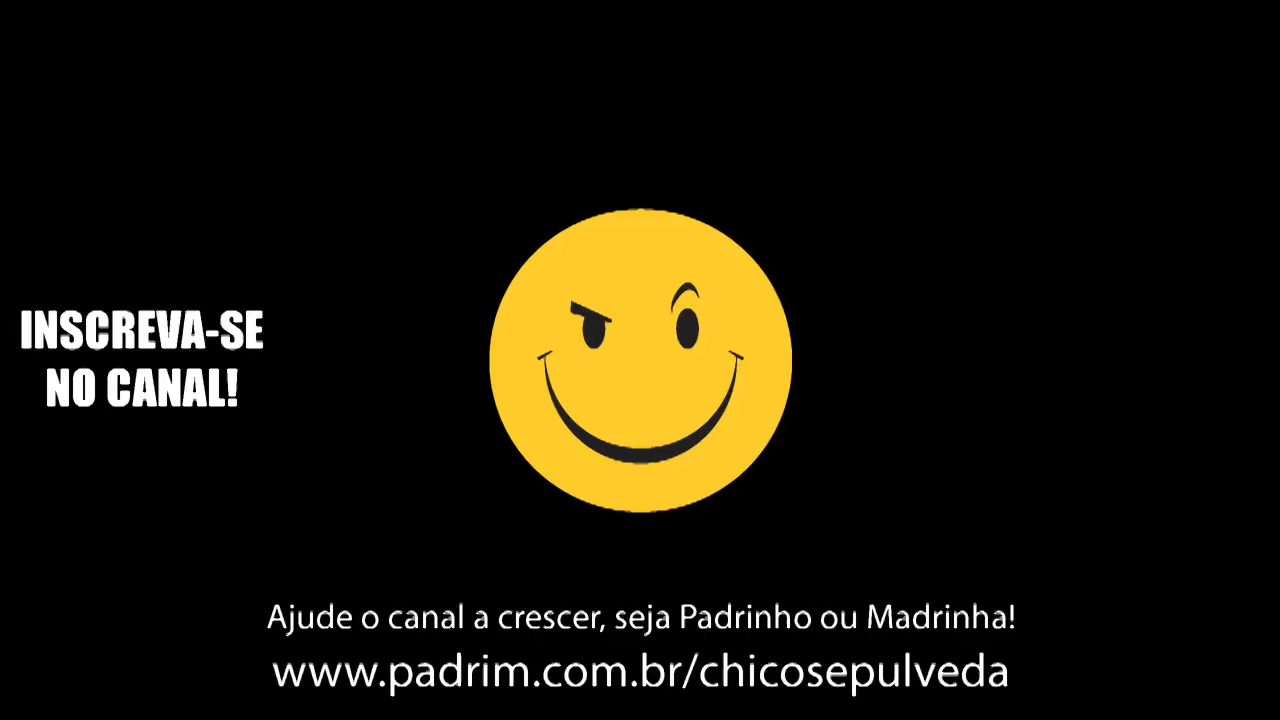 INSCREVA-SE
NO CANAL!
Ajude o canal a crescer, seja Padrinho ou Madrinha!
www.padrim.com.br/chicosepulveda